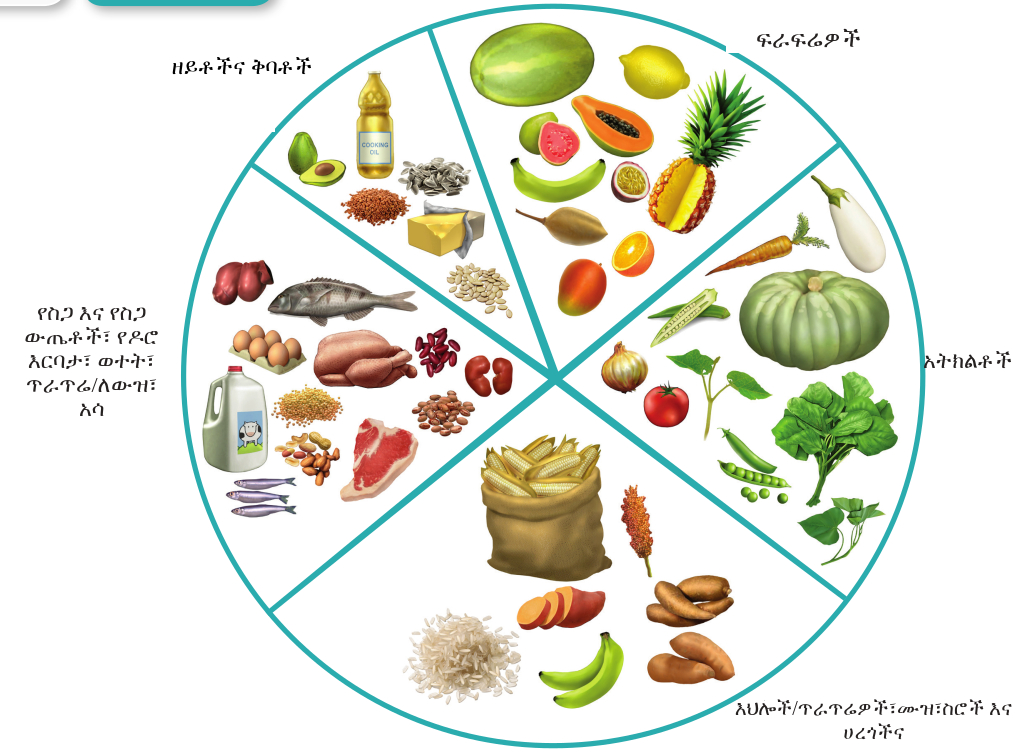 ፍራፍሬዎች
ዘይቶችና ቅባቶች
COOKING
OIL
የስጋ እና የስጋ
ውጤቶች፣ የዶሮ
እርባታ፣ ወተት፣
ጥራጥሬ/ለውዝ፣
አሳ
አትክልቶች
እህሎች/ጥራጥሬዎች፣ሙዝ፣ስሮች እና
ሀረጎችና